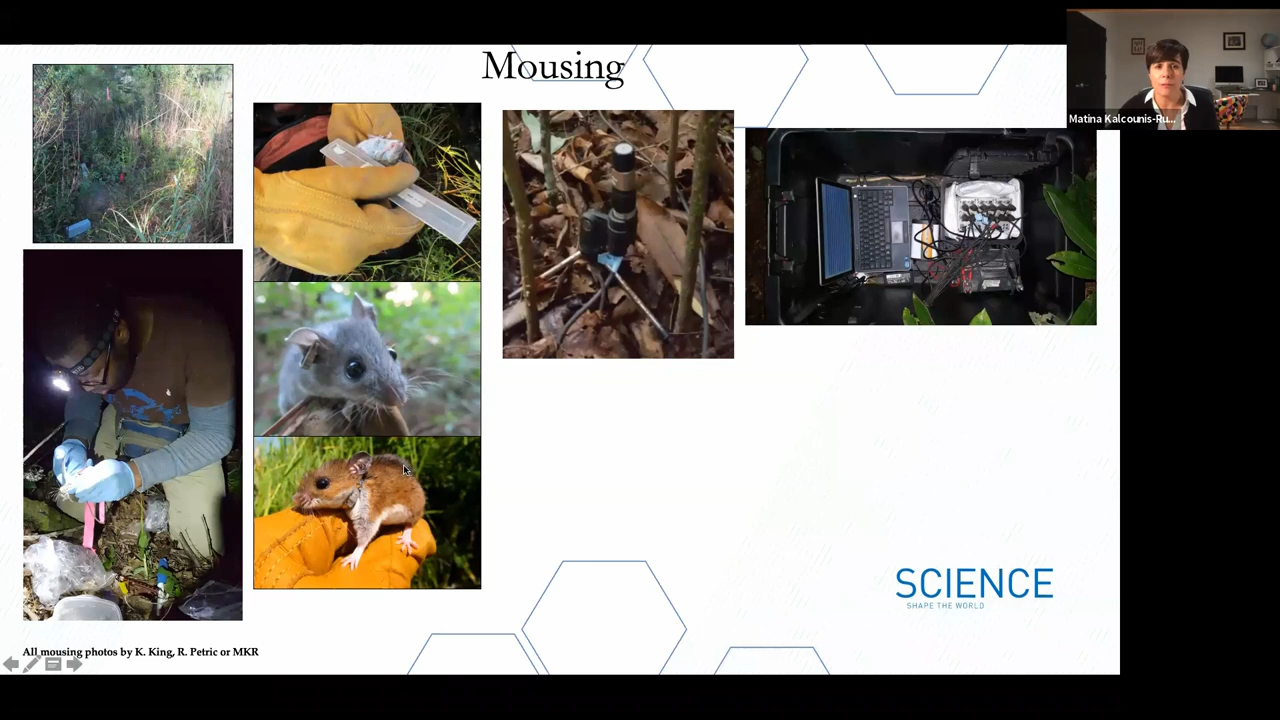 Mousing
Matina Kalcounis-Ru...
SCIENCE
SHAPE THE WORLD
All mousing photos by K. King, R. Petric or MKR